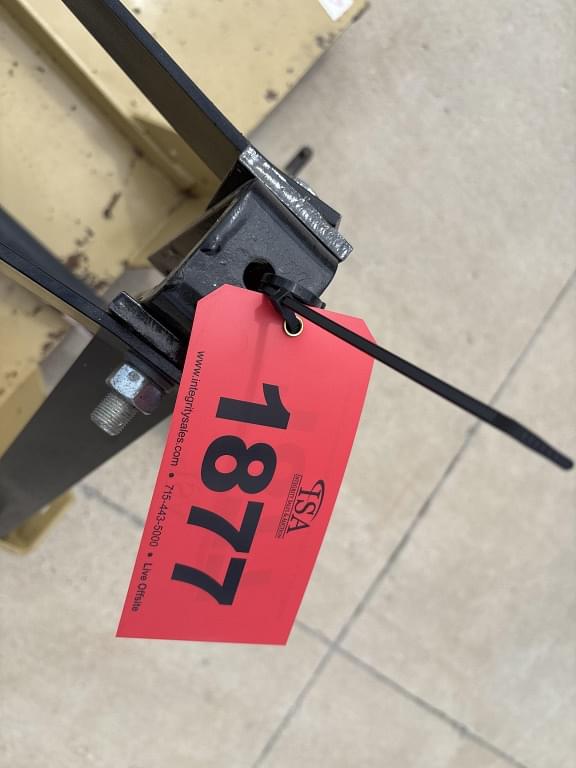 ISA
1877
www.integritysales.com • 715-443-5000 • Live Offsite